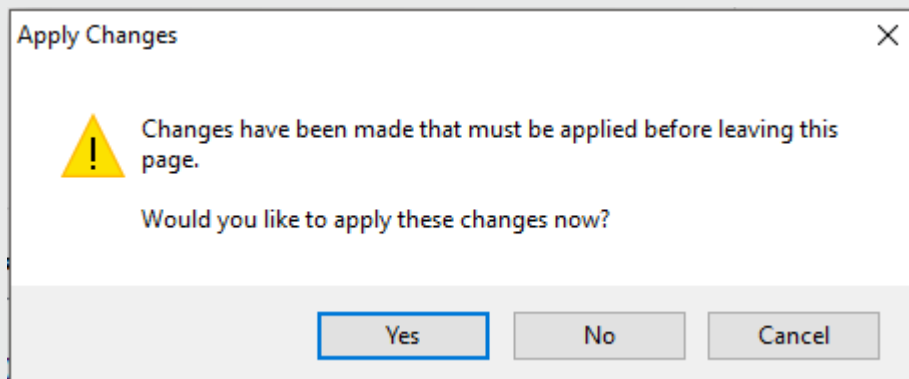 Apply Changes
Changes have been made that must be applied before leaving this
page.
Would you like to apply these changes now?
Yes
No
Cancel